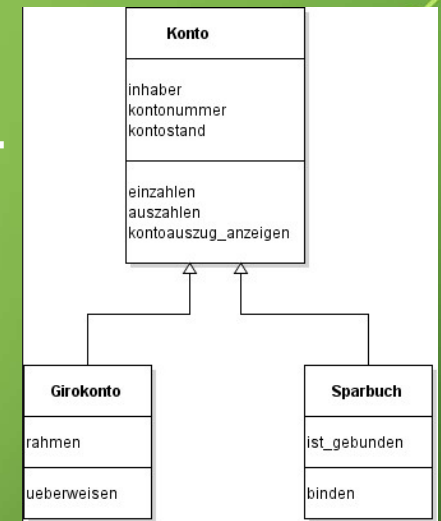 Konto
inhaber
kontonummer
kontostand
einzahlen
auszahlen
kontoauszug_anzeigen
Girokonto
rahmen
ueberweisen
Sparbuch
ist_gebunden
binden